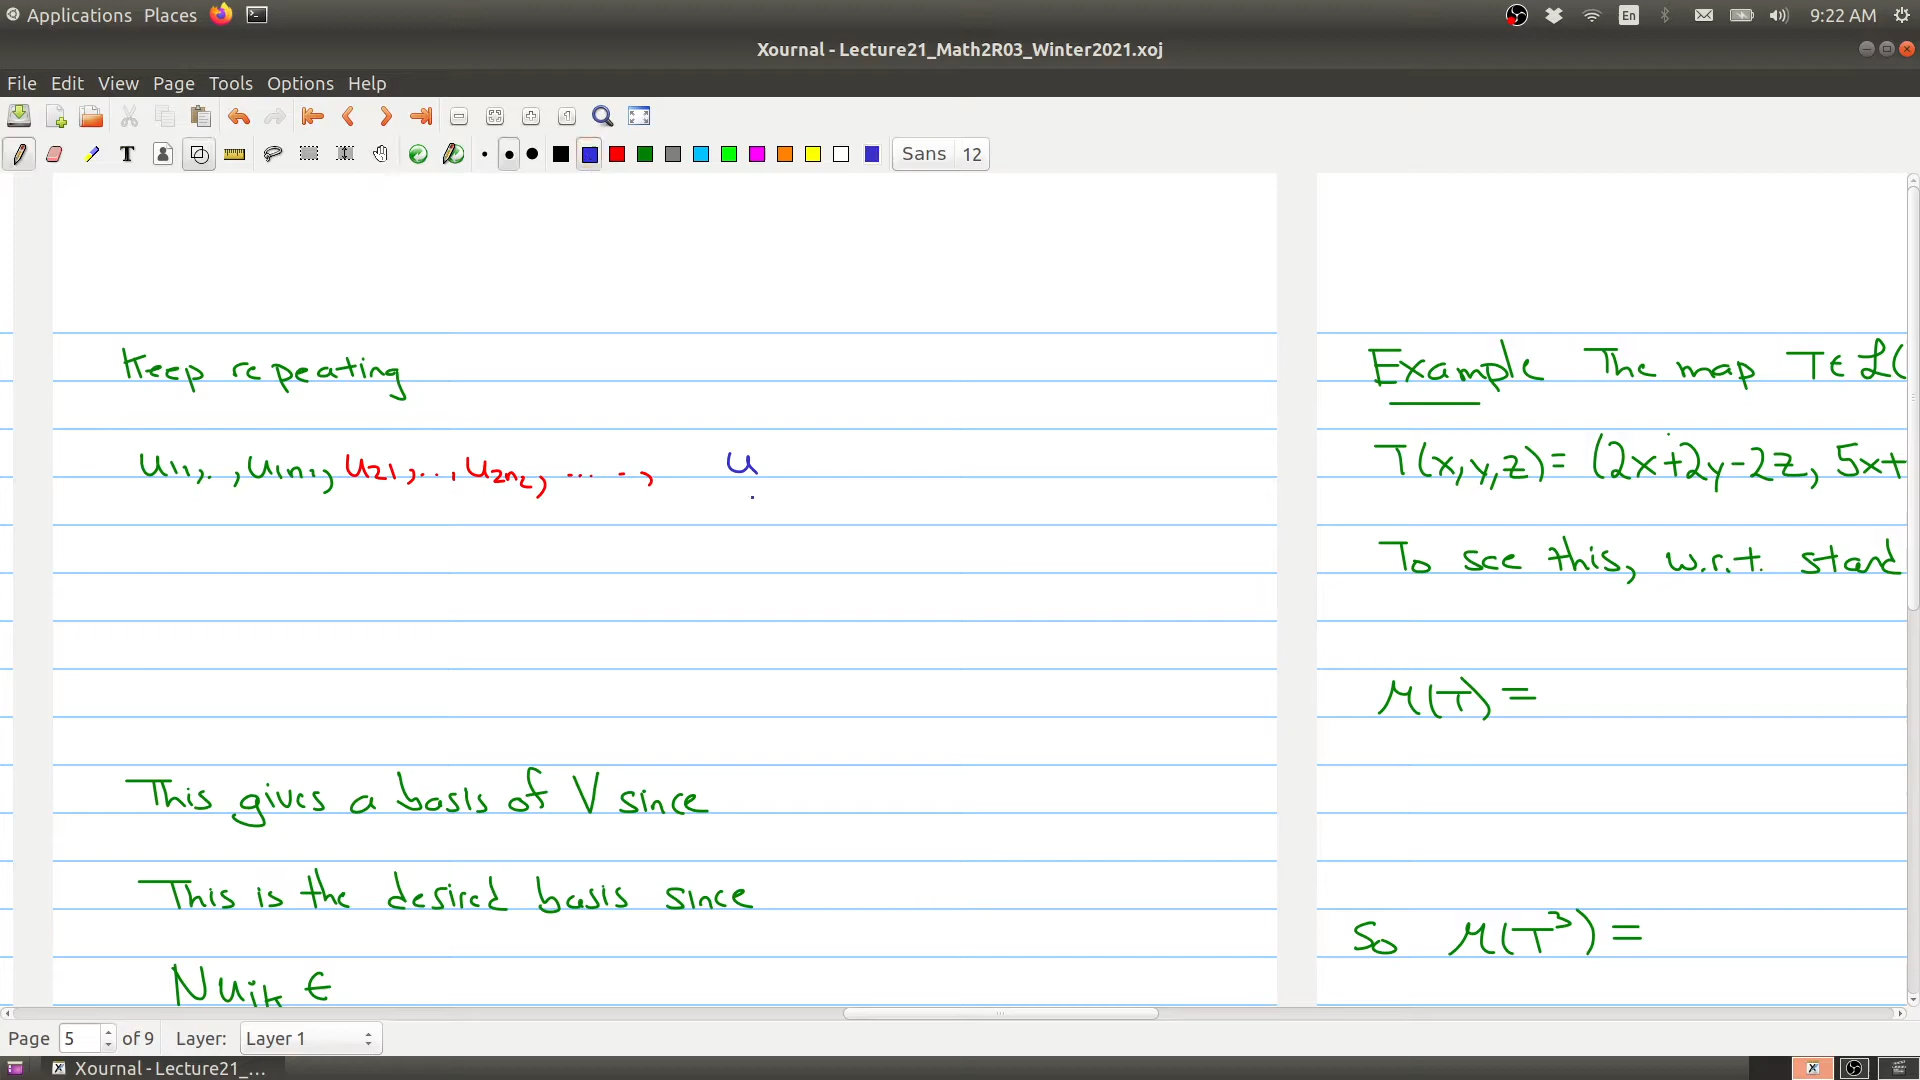 Applications Places En 9:22 AM
Xournal - Lecture21_Math2R03_Winter2021.xoj
File Edit View Page Tools Options Help
T Sans 12
Keep repeating
u11,..,u1n1, u21,..,u2n2, ... .., u
This gives a basis of V since
This is the desired basis since
Nuik ∈
Example The map T∈ L(
T(x,y,z)= (2x+2y-2z, 5x+
To see this, w.r.t. stand
M(T)=
So M(T³)=
Page 5 of 9 Layer: Layer 1
Xournal - Lecture21_...